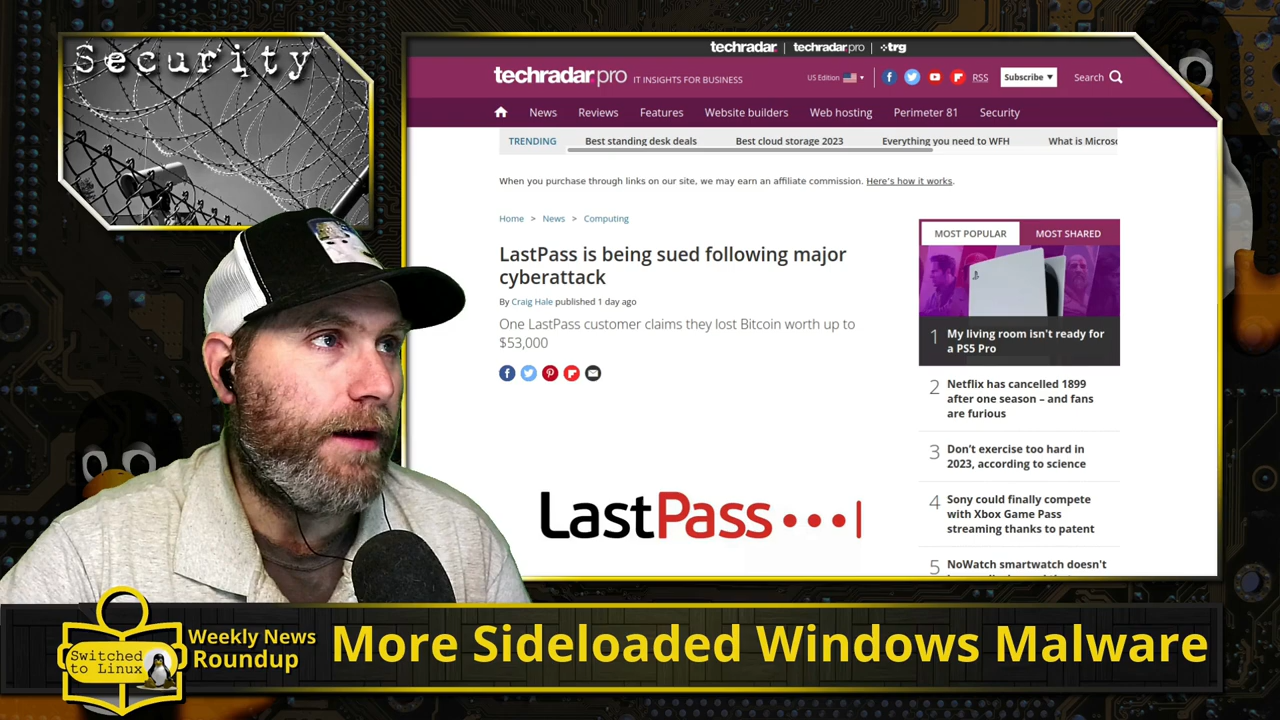 Security
techradar. | techradar.pro | +trg
techradar pro IT INSIGHTS FOR BUSINESS
US Edition
RSS
Subscribe ▼
Search
News Reviews Features Website builders Web hosting Perimeter 81 Security
TRENDING Best standing desk deals Best cloud storage 2023 Everything you need to WFH What is Microsc
When you purchase through links on our site, we may earn an affiliate commission. Here's how it works.
Home > News > Computing
LastPass is being sued following major
cyberattack
By Craig Hale published 1 day ago
One LastPass customer claims they lost Bitcoin worth up to
$53,000
LastPass •••|
MOST POPULAR MOST SHARED
1 My living room isn't ready for
a PS5 Pro
2 Netflix has cancelled 1899
after one season – and fans
are furious
3 Don't exercise too hard in
2023, according to science
4 Sony could finally compete
with Xbox Game Pass
streaming thanks to patent
5 NoWatch smartwatch doesn't
Switched
to Linux
Weekly News
Roundup
More Sideloaded Windows Malware